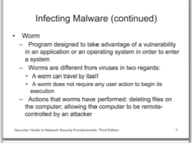 Infecting Malware (continued)
• Worm
– Program designed to take advantage of a vulnerability
in an application or an operating system in order to enter
a system
– Worms are different from viruses in two regards:
• A worm can travel by itself
• A worm does not require any user action to begin its
execution
– Actions that worms have performed: deleting files on
the computer; allowing the computer to be remote-
controlled by an attacker
Security+ Guide to Network Security Fundamentals, Third Edition